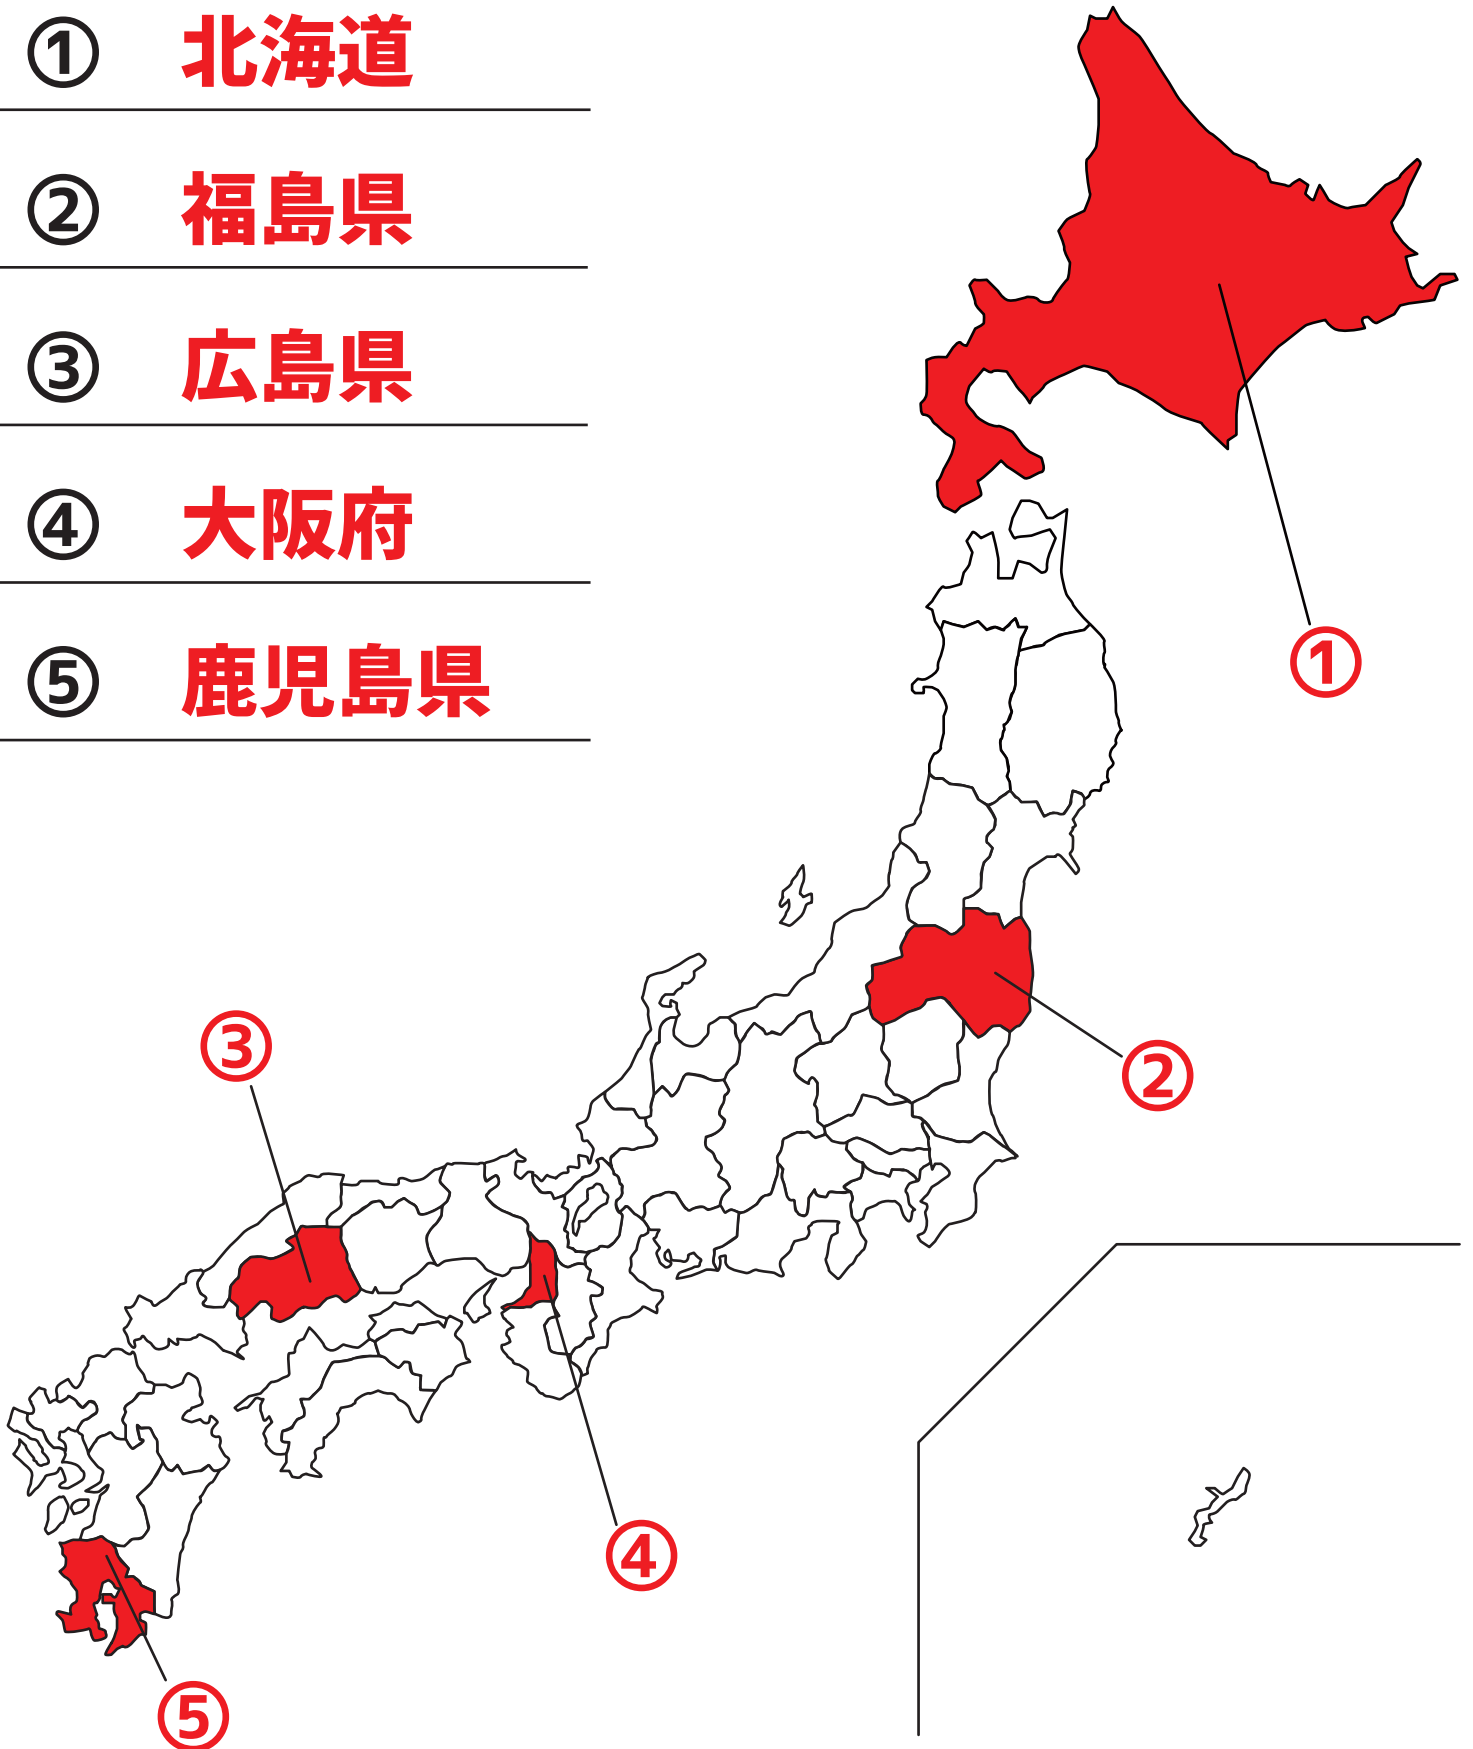 ① 北海道
② 福島県
③ 広島県
④ 大阪府
⑤ 鹿児島県
①
②
③
④
⑤